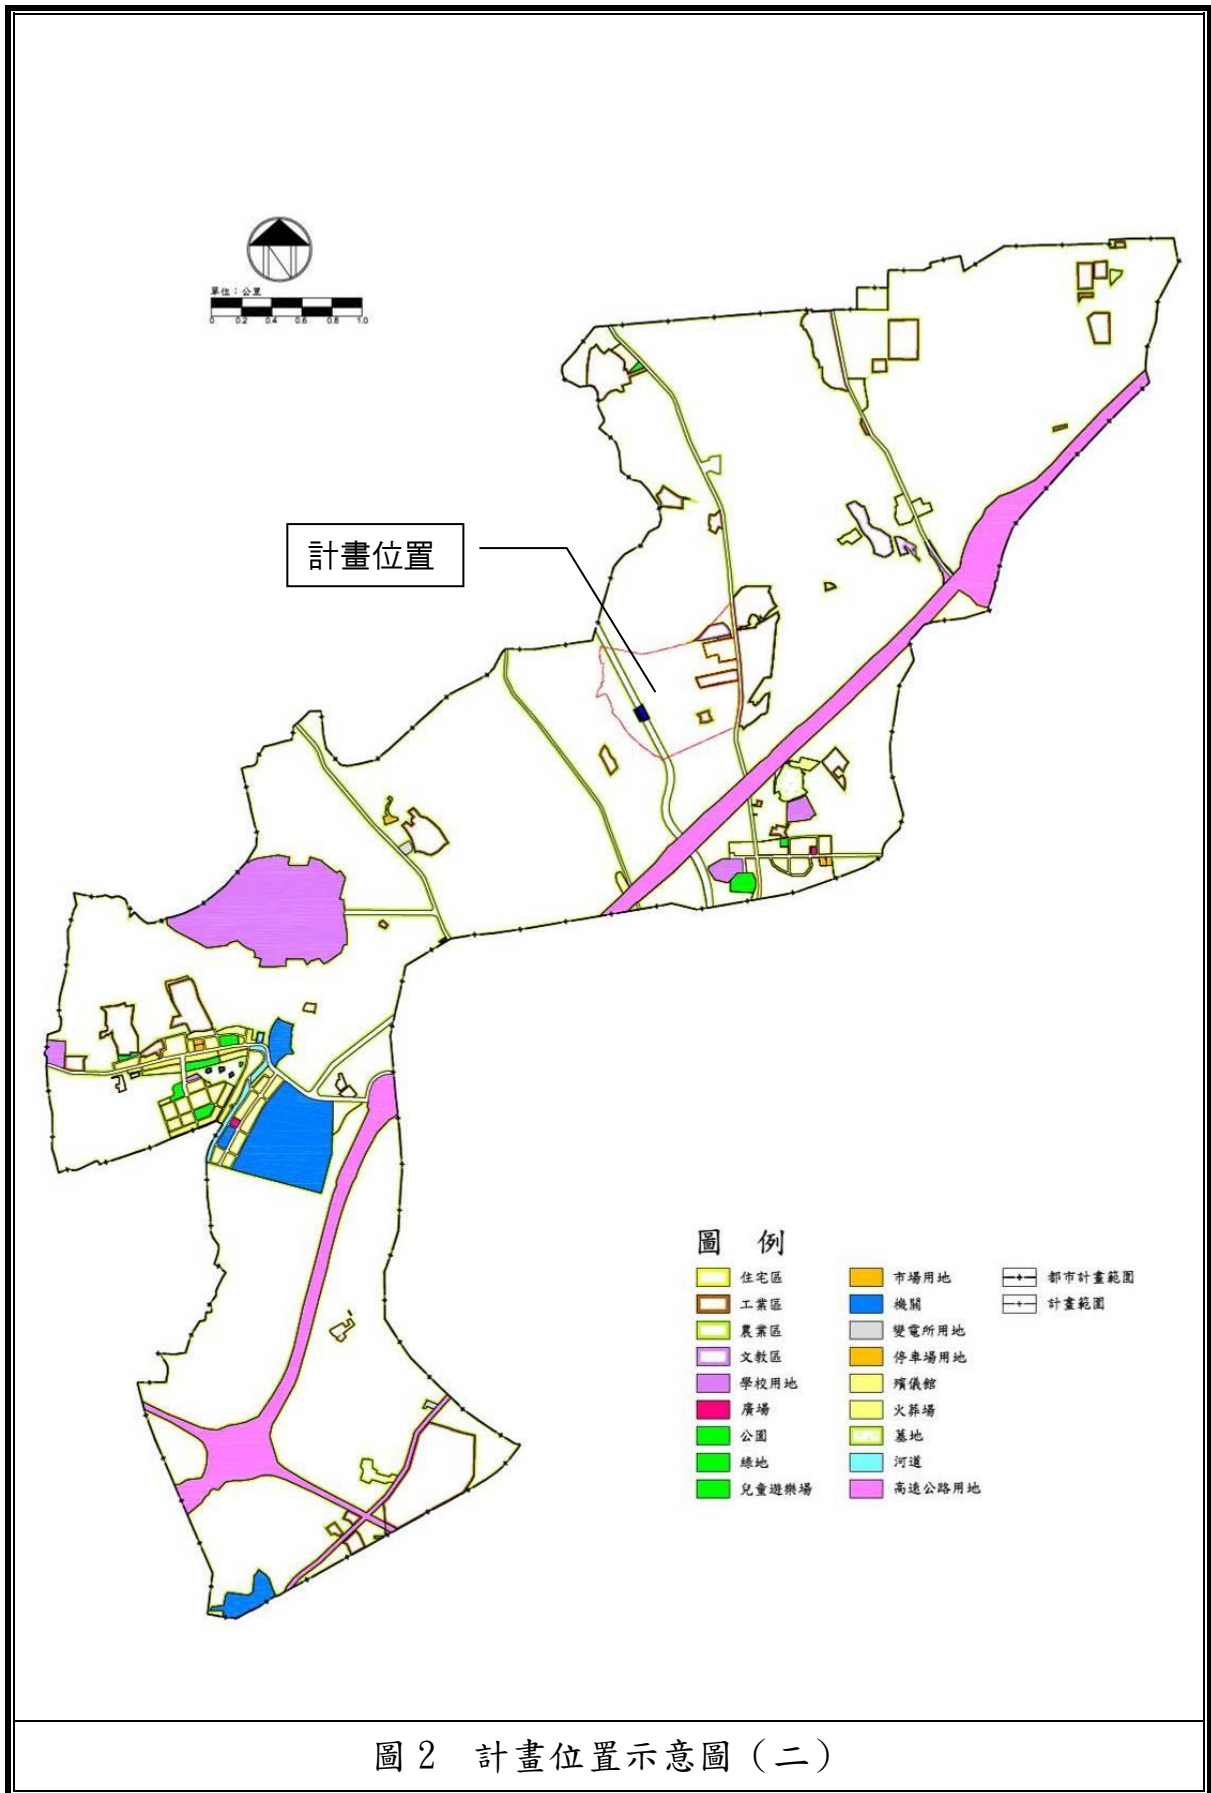 N
單位：公里
0 0.2 0.4 0.6 0.8 1.0
計畫位置
圖 例
住宅區
工業區
農業區
文教區
學校用地
廣場
公園
綠地
兒童遊樂場
市場用地
機關
變電所用地
停車場用地
殯儀館
火葬場
墓地
河道
高速公路用地
都市計畫範圍
計畫範圍
圖 2 計畫位置示意圖（二）